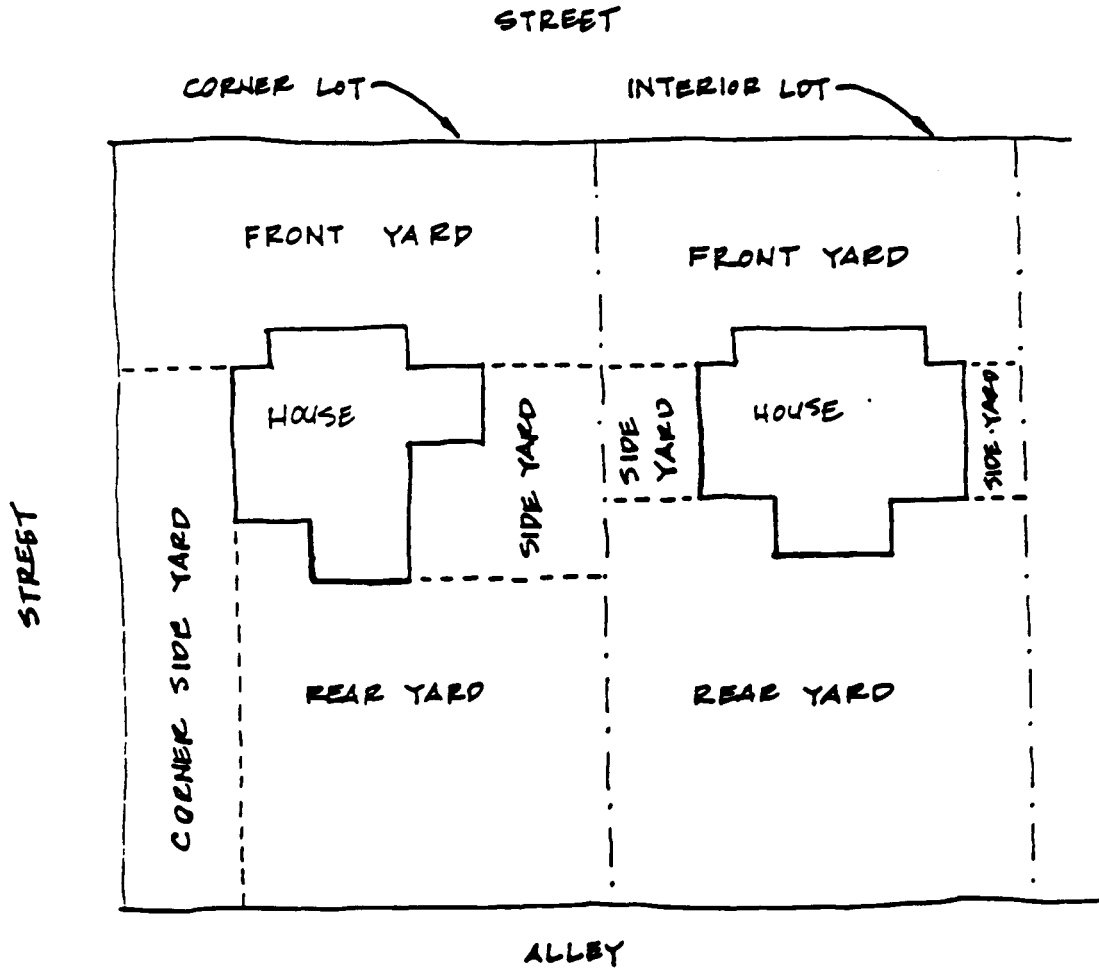 STREET
CORNER LOT
INTERIOR LOT
FRONT YARD
FRONT YARD
HOUSE
SIDE YARD
SIDE
YARD
HOUSE
SIDE YARD
STREET
CORNER SIDE YARD
REAR YARD
REAR YARD
ALLEY